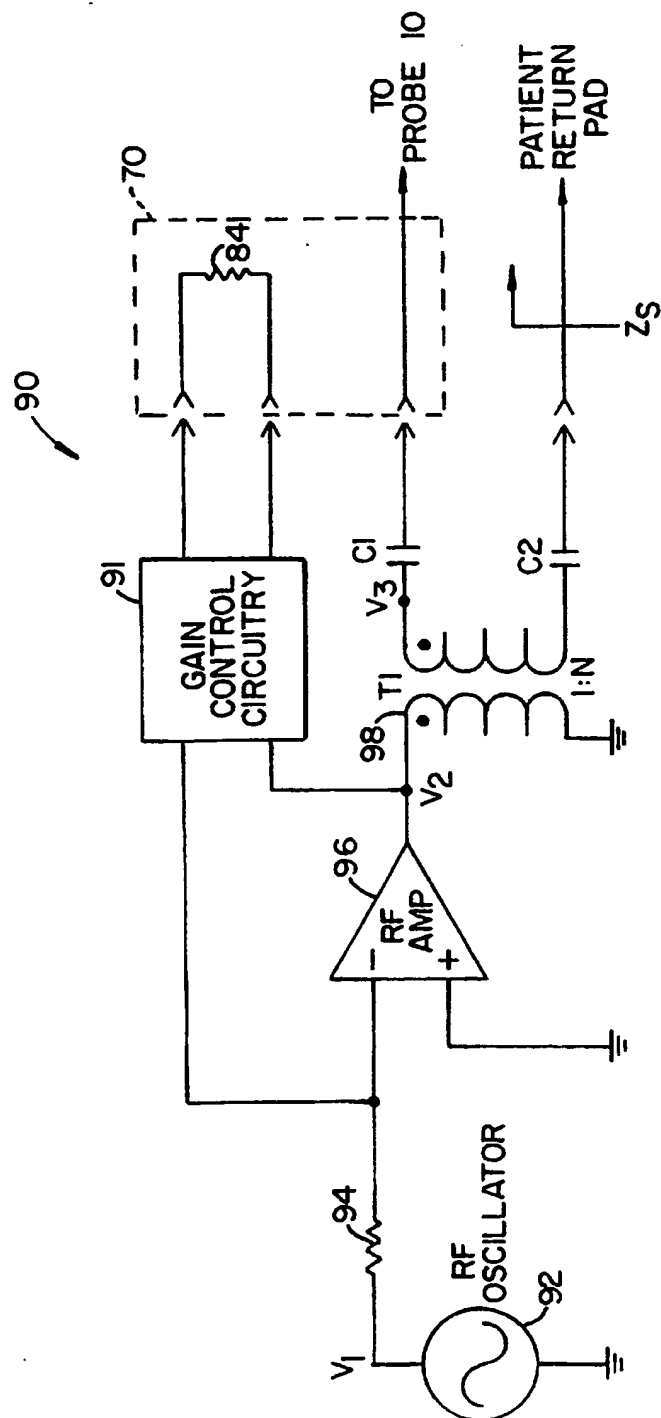 90
70
84
TO
PROBE 10
PATIENT
RETURN
PAD
ZS
91
GAIN
CONTROL
CIRCUITRY
C1
V3
T1
98
1:N
C2
V2
96
RF
AMP
-
+
94
V1
RF
OSCILLATOR
92